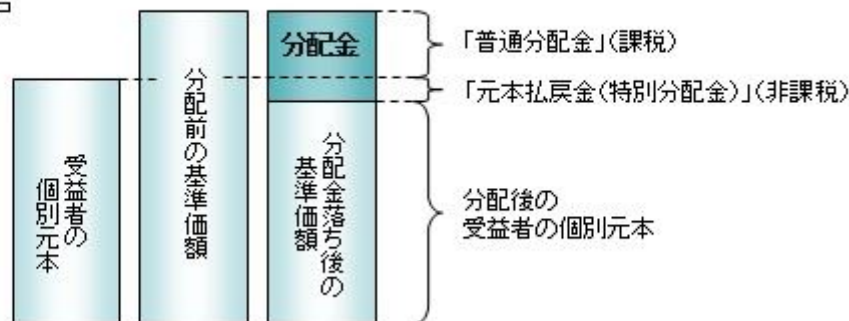 分配金
「普通分配金」(課税)
「元本払戻金(特別分配金)」(非課税)
受益者の
個別元本
分配前の基準価額
分配金落ち後の
基準価額
分配後の
受益者の個別元本